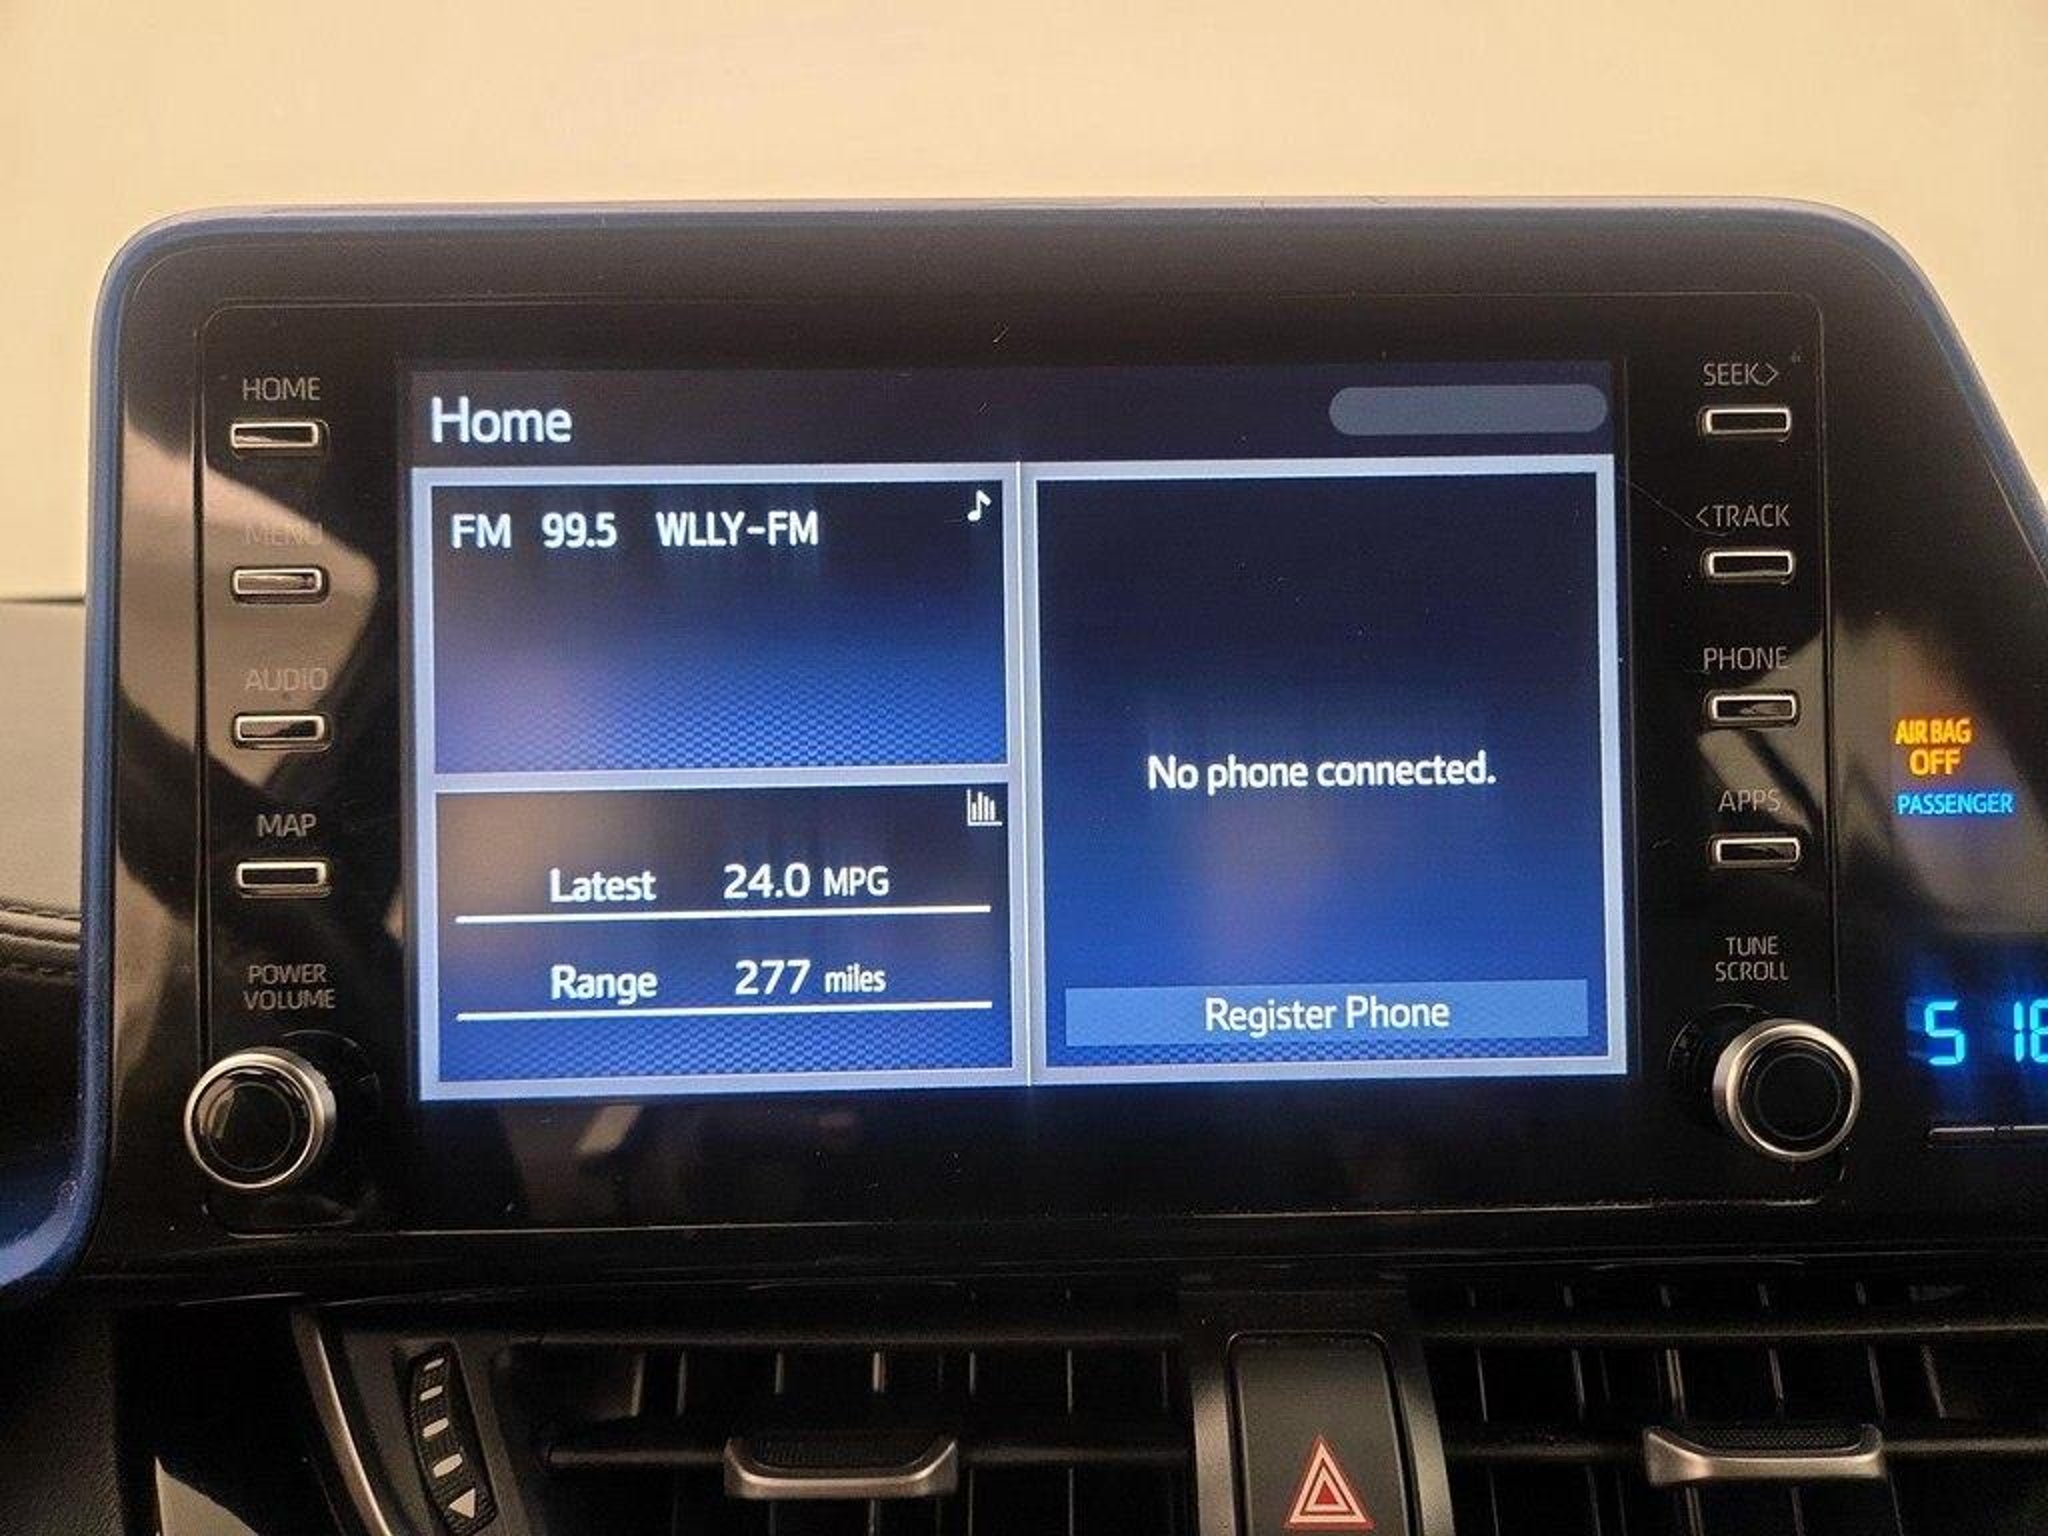 HOME
MENU
AUDIO
MAP
POWER
VOLUME
Home
FM 99.5 WLLY-FM
Latest 24.0 MPG
Range 277 miles
No phone connected.
Register Phone
SEEK>
<TRACK
PHONE
APPS
TUNE
SCROLL
AIR BAG
OFF
PASSENGER